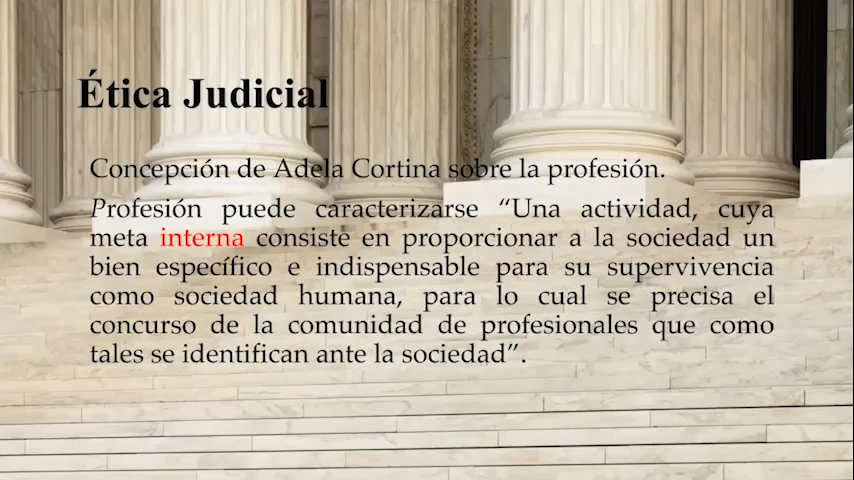 Ética Judicial
Concepción de Adela Cortina sobre la profesión.
Profesión puede caracterizarse “Una actividad, cuya
meta interna consiste en proporcionar a la sociedad un
bien específico e indispensable para su supervivencia
como sociedad humana, para lo cual se precisa el
concurso de la comunidad de profesionales que como
tales se identifican ante la sociedad”.